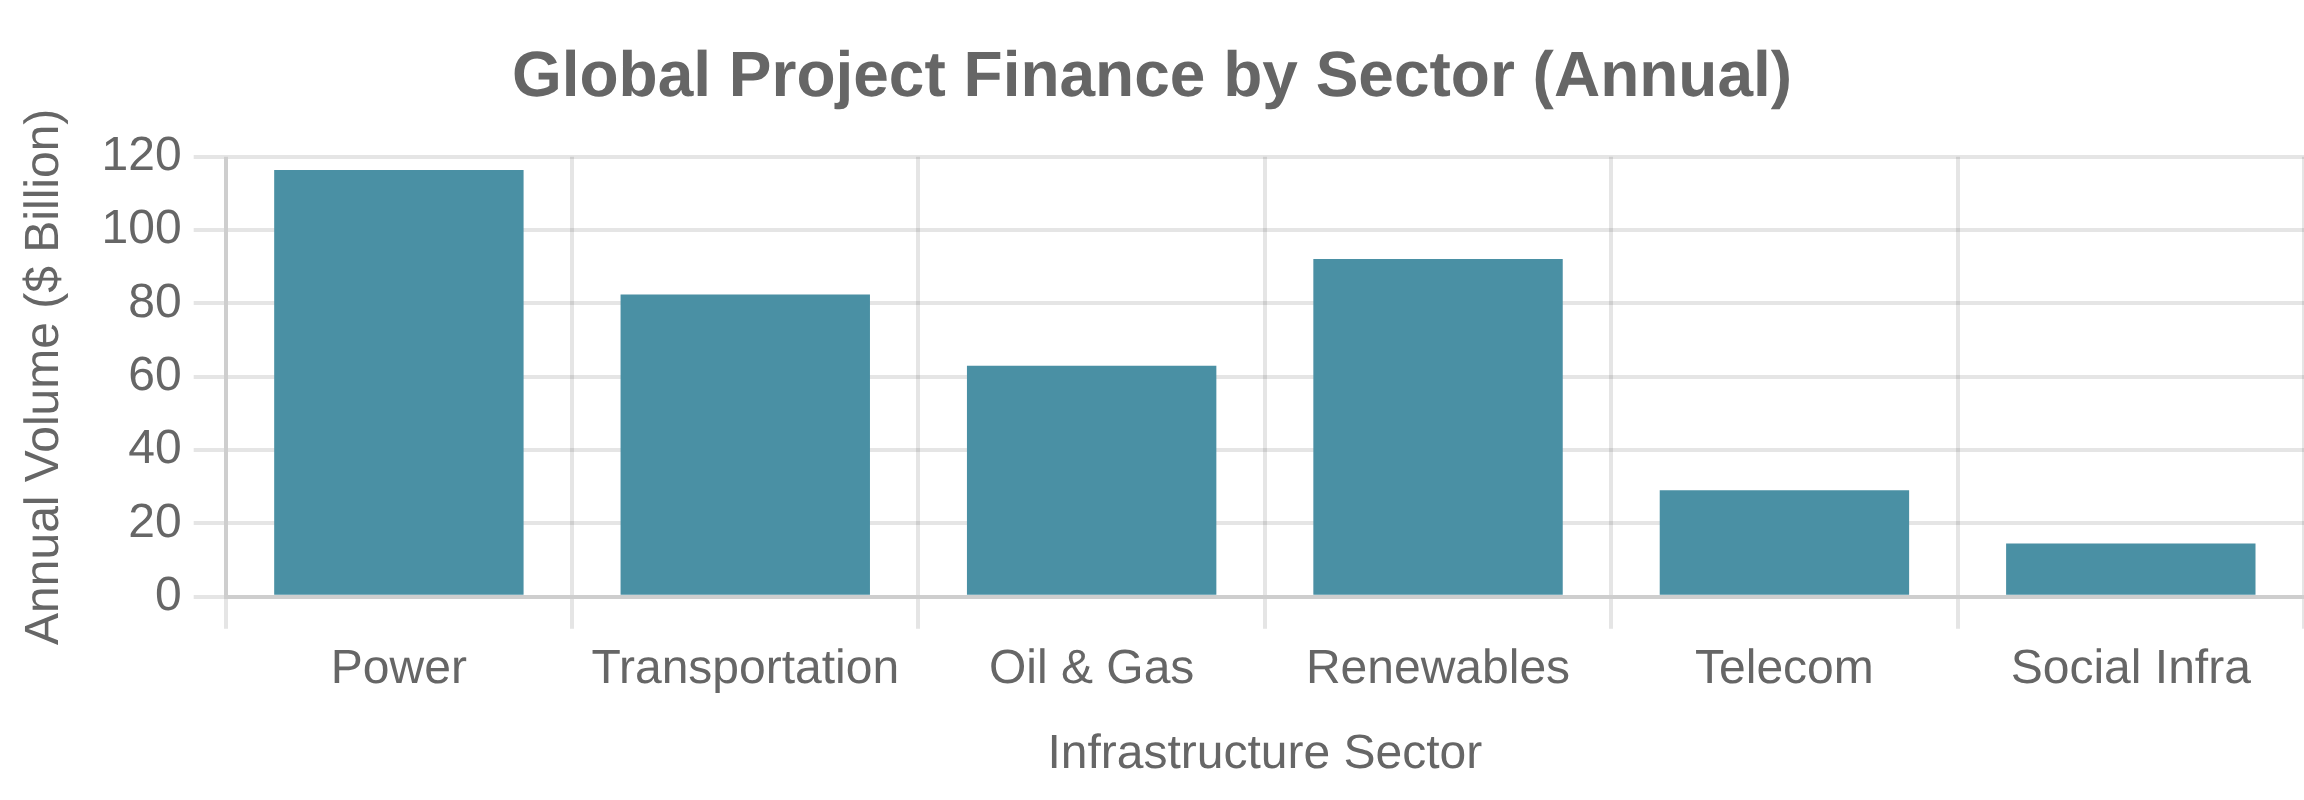 Global Project Finance by Sector (Annual)
Annual Volume ($ Billion)
120
100
80
60
40
20
0
Power Transportation Oil & Gas Renewables Telecom Social Infra
Infrastructure Sector